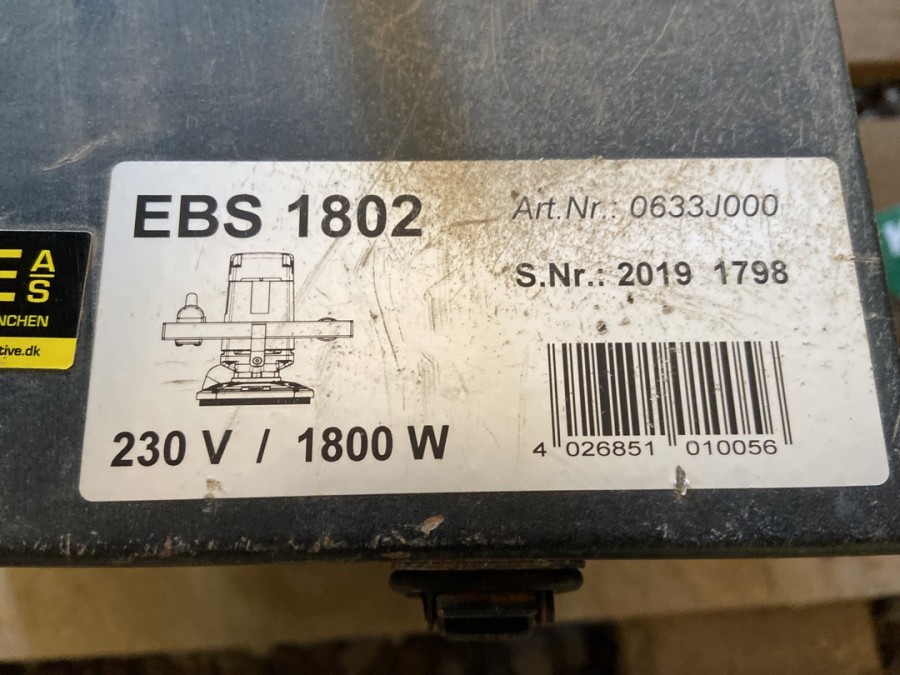 EBS 1802
Art.Nr.: 0633J000
S.Nr.: 2019 1798
230 V / 1800 W
4 026851 010056
E A/S
NCHEN
tive.dk